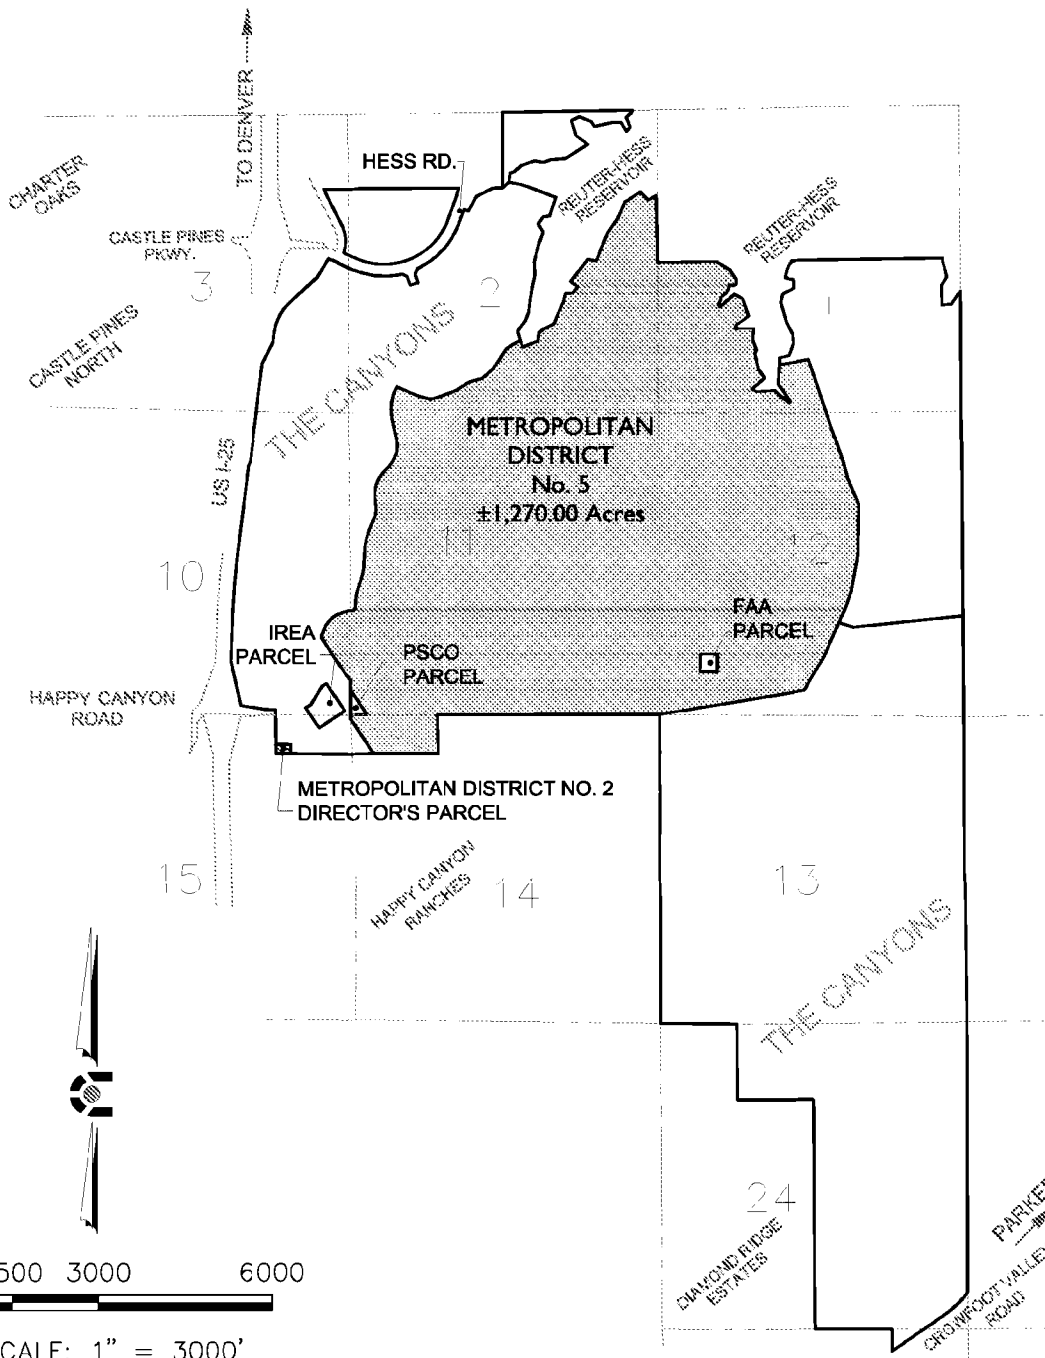 TO DENVER
HESS RD.
CHARTER
OAKS
REUTER-HESS
RESERVOIR
REUTER-HESS
RESERVOIR
CASTLE PINES
PKWY.
3
2
1
CASTLE PINES
NORTH
THE CANYONS
METROPOLITAN
DISTRICT
No. 5
±1,270.00 Acres
US I-25
11
12
10
FAA
PARCEL
IREA
PARCEL
PSCO
PARCEL
HAPPY CANYON
ROAD
METROPOLITAN DISTRICT NO. 2
DIRECTOR'S PARCEL
15
HAPPY CANYON
RANCHES
14
13
THE CANYONS
24
DIAMOND RIDGE
ESTATES
PARKER
CROWFOOT VALLEY
ROAD
500 3000 6000
CALE: 1" = 3000'